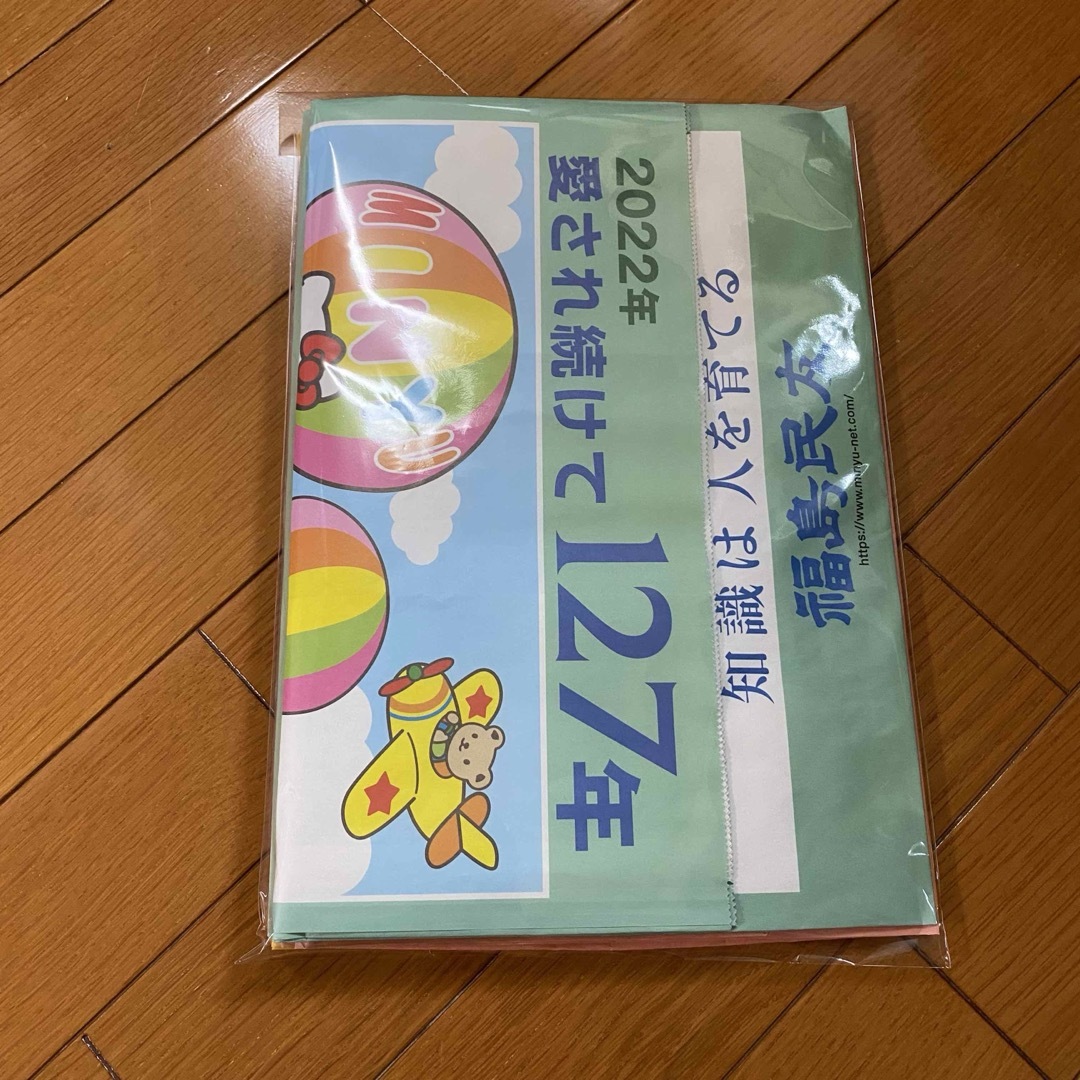 福島民友
https://www.minyu-net.com/
知識は人を育てる
2022年
愛され続けて127年
MINYU